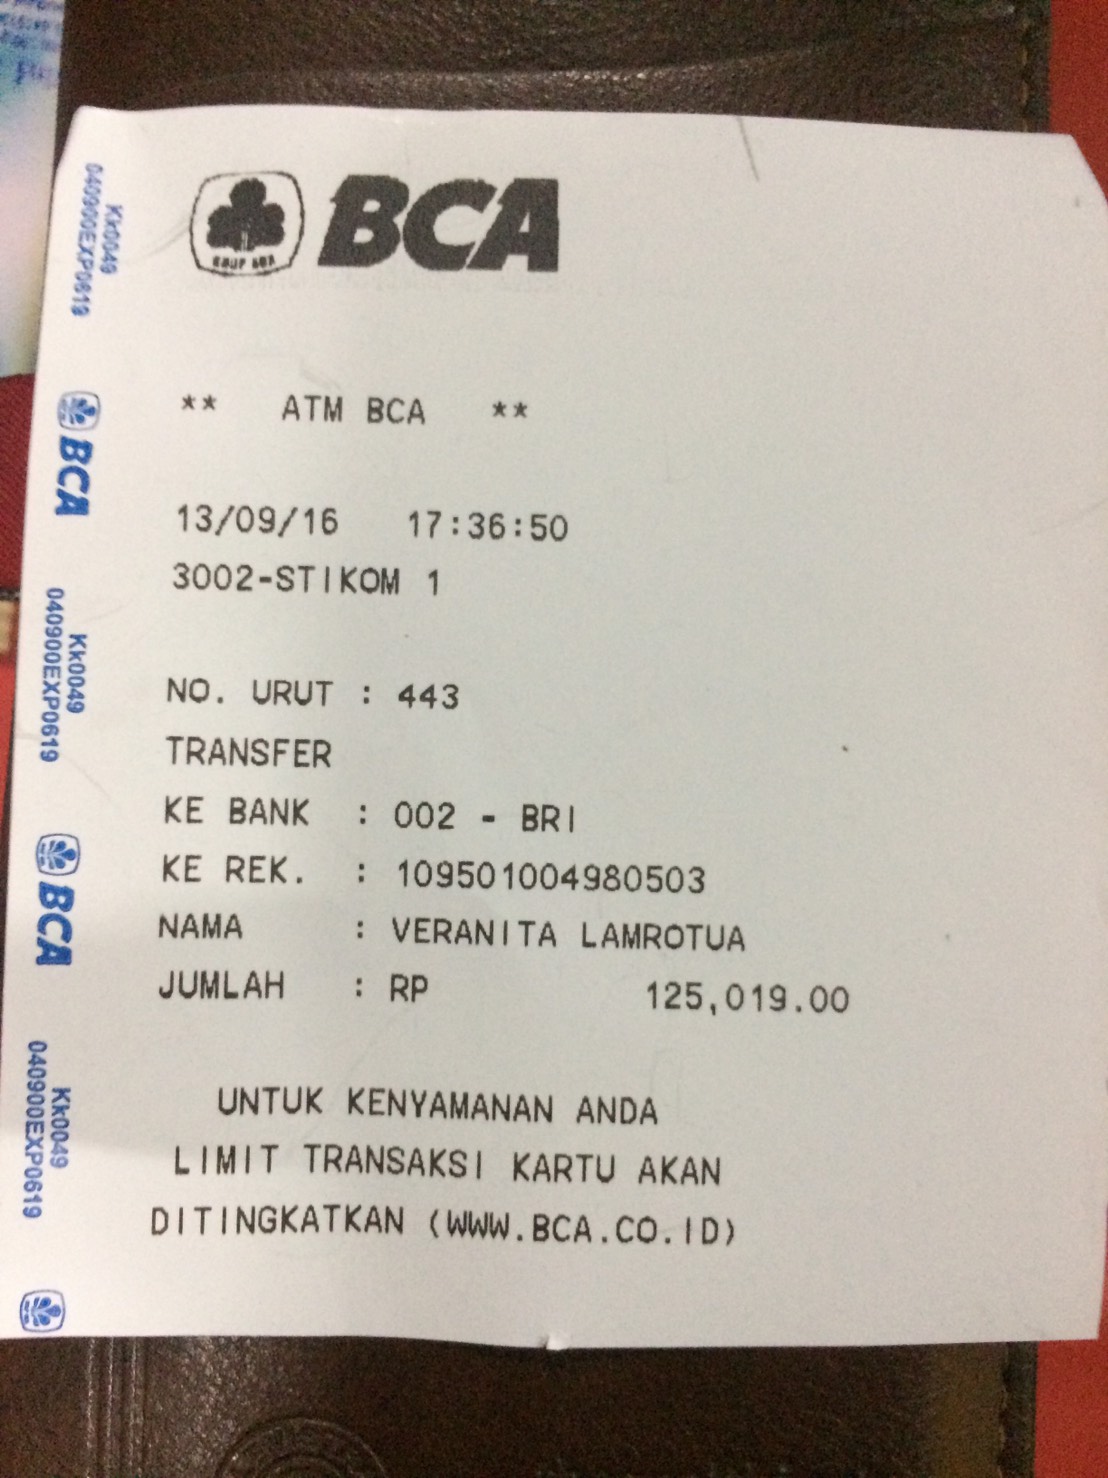 BCA
** ATM BCA **
13/09/16 17:36:50
3002-STIKOM 1
NO. URUT : 443
TRANSFER
KE BANK : 002 - BRI
KE REK. : 109501004980503
NAMA : VERANITA LAMROTUA
JUMLAH : RP 125,019.00
UNTUK KENYAMANAN ANDA
LIMIT TRANSAKSI KARTU AKAN
DITINGKATKAN (WWW.BCA.CO.ID)
Kk0049
040900EXP0619
BCA
Kk0049
040900EXP0619
BCA
Kk0049
040900EXP0619